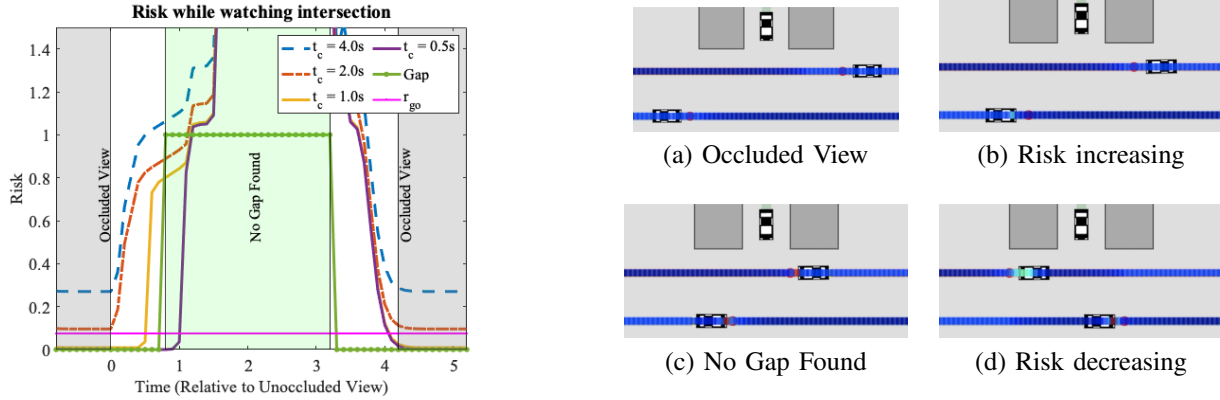 Risk while watching intersection
1.4
1.2
1
0.8
0.6
0.4
0.2
0
Risk
Occluded View
No Gap Found
Occluded View
t_c = 4.0s
t_c = 2.0s
t_c = 1.0s
t_c = 0.5s
Gap
r_go
0 1 2 3 4 5
Time (Relative to Unoccluded View)
(a) Occluded View
(b) Risk increasing
(c) No Gap Found
(d) Risk decreasing